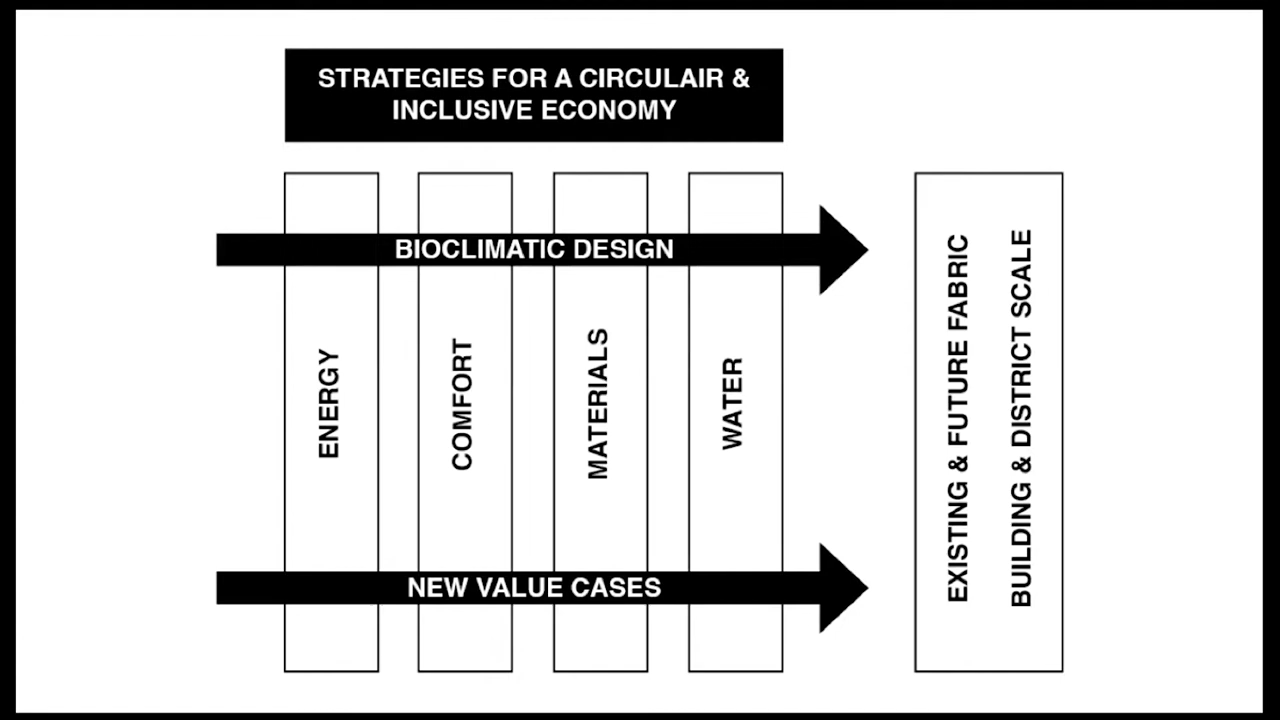 STRATEGIES FOR A CIRCULAIR &
INCLUSIVE ECONOMY
BIOCLIMATIC DESIGN
ENERGY
COMFORT
MATERIALS
WATER
NEW VALUE CASES
EXISTING & FUTURE FABRIC
BUILDING & DISTRICT SCALE